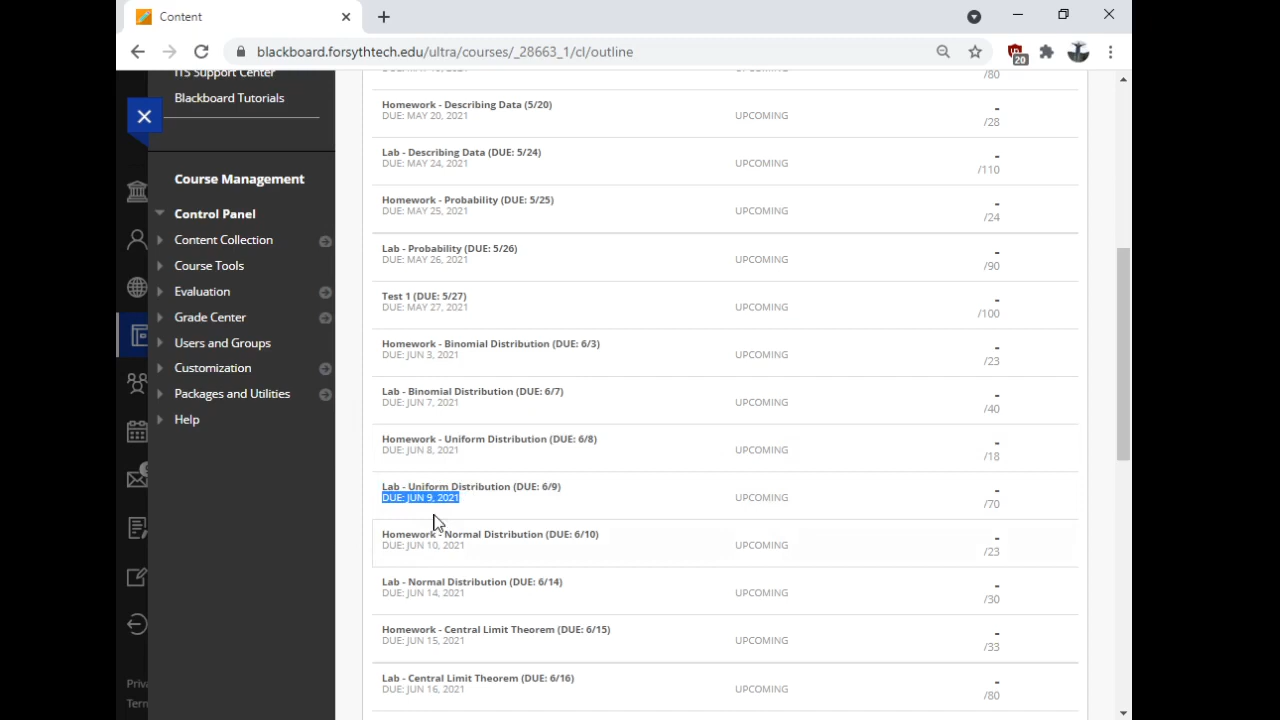 Content
blackboard.forsythtech.edu/ultra/courses/_28663_1/cl/outline
20
ITS Support Center
Blackboard Tutorials
Course Management
Control Panel
Content Collection
Course Tools
Evaluation
Grade Center
Users and Groups
Customization
Packages and Utilities
Help
Priv
Tern
/80
Homework - Describing Data (5/20)
DUE: MAY 20, 2021
UPCOMING
-
/28
Lab - Describing Data (DUE: 5/24)
DUE: MAY 24, 2021
UPCOMING
-
/110
Homework - Probability (DUE: 5/25)
DUE: MAY 25, 2021
UPCOMING
-
/24
Lab - Probability (DUE: 5/26)
DUE: MAY 26, 2021
UPCOMING
-
/90
Test 1 (DUE: 5/27)
DUE: MAY 27, 2021
UPCOMING
-
/100
Homework - Binomial Distribution (DUE: 6/3)
DUE: JUN 3, 2021
UPCOMING
-
/23
Lab - Binomial Distribution (DUE: 6/7)
DUE: JUN 7, 2021
UPCOMING
-
/40
Homework - Uniform Distribution (DUE: 6/8)
DUE: JUN 8, 2021
UPCOMING
-
/18
Lab - Uniform Distribution (DUE: 6/9)
DUE: JUN 9, 2021
UPCOMING
-
/70
Homework - Normal Distribution (DUE: 6/10)
DUE: JUN 10, 2021
UPCOMING
-
/23
Lab - Normal Distribution (DUE: 6/14)
DUE: JUN 14, 2021
UPCOMING
-
/30
Homework - Central Limit Theorem (DUE: 6/15)
DUE: JUN 15, 2021
UPCOMING
-
/33
Lab - Central Limit Theorem (DUE: 6/16)
DUE: JUN 16, 2021
UPCOMING
-
/80